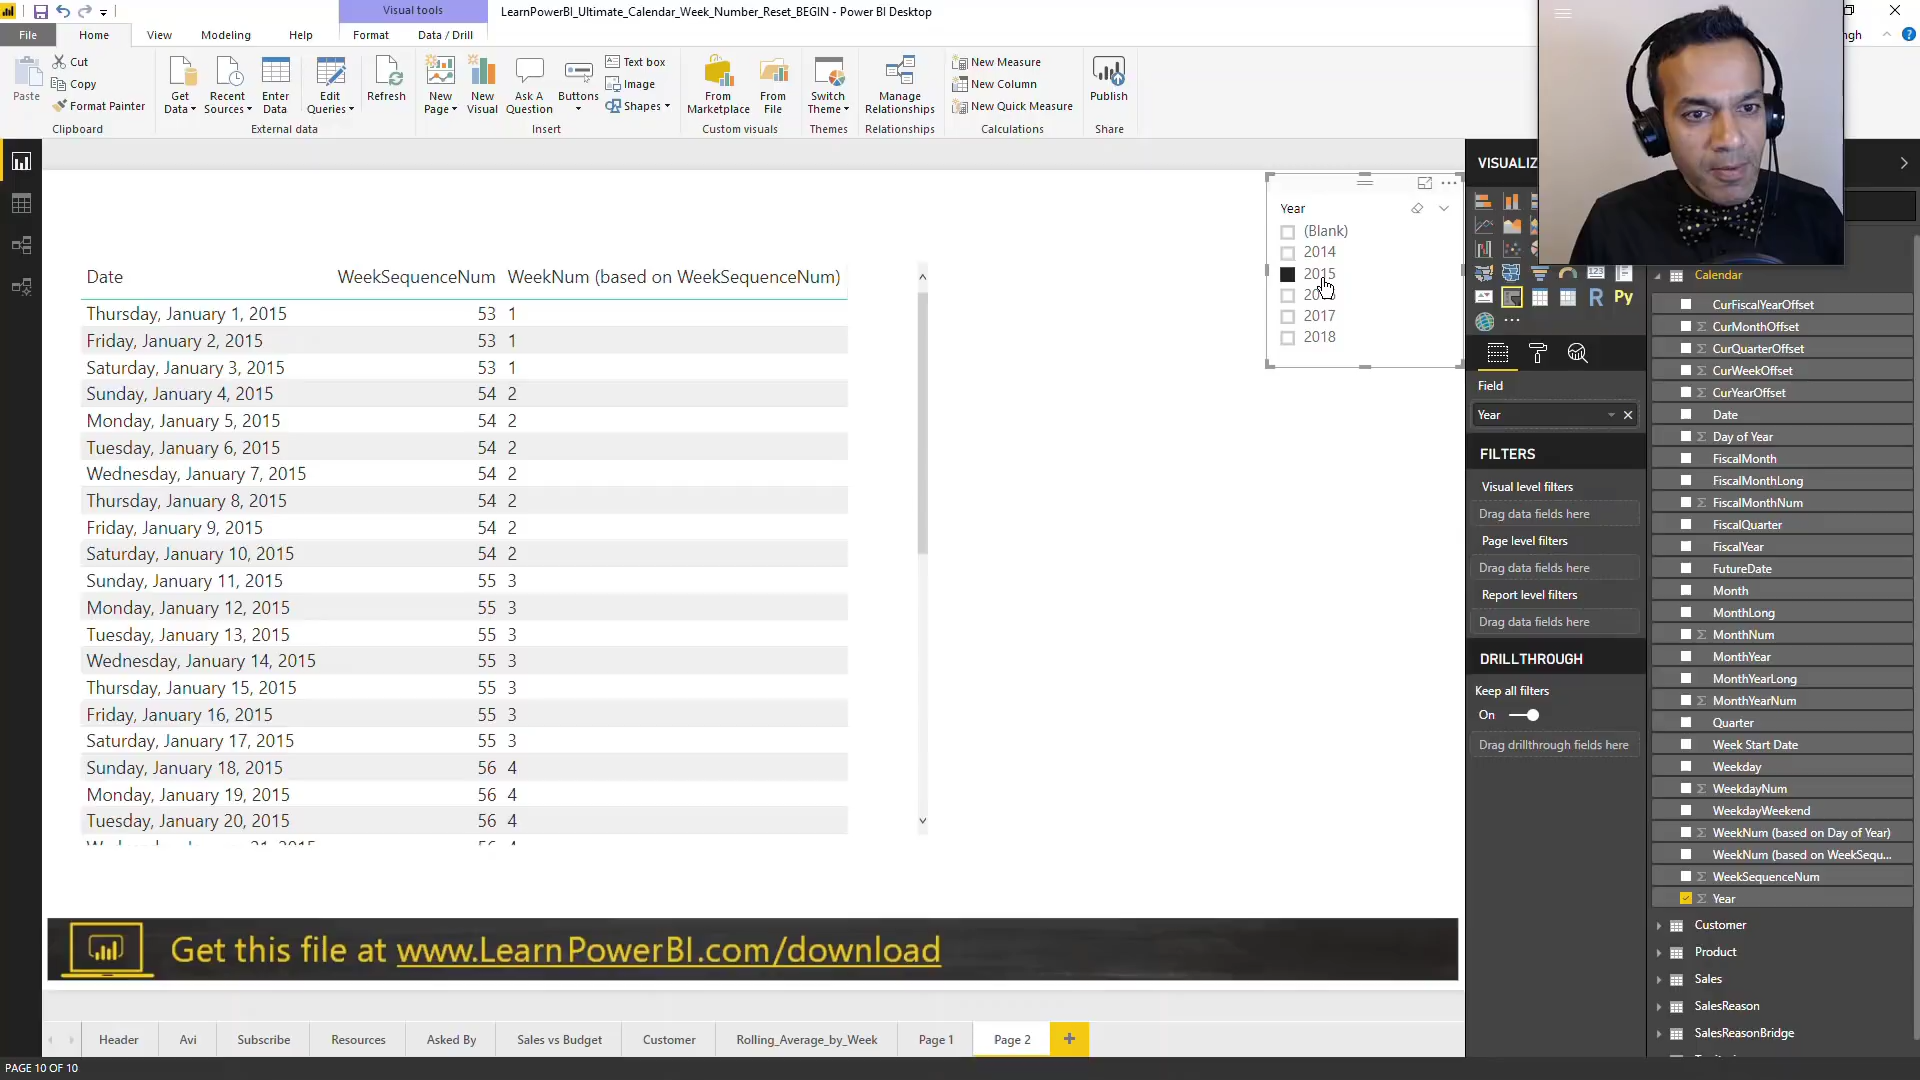 Visual tools
LearnPowerBI_Ultimate_Calendar_Week_Number_Reset_BEGIN - Power BI Desktop
File
Home
View
Modeling
Help
Format
Data / Drill
Paste
Cut
Copy
Format Painter
Clipboard
Get Data
Recent Sources
Enter Data
Edit Queries
Refresh
External data
New Page
New Visual
Ask A Question
Buttons
Text box
Image
Shapes
Insert
From Marketplace
From File
Custom visuals
Switch Theme
Themes
Manage Relationships
Relationships
New Measure
New Column
New Quick Measure
Calculations
Publish
Share
Date WeekSequenceNum WeekNum (based on WeekSequenceNum)
Thursday, January 1, 2015 53 1
Friday, January 2, 2015 53 1
Saturday, January 3, 2015 53 1
Sunday, January 4, 2015 54 2
Monday, January 5, 2015 54 2
Tuesday, January 6, 2015 54 2
Wednesday, January 7, 2015 54 2
Thursday, January 8, 2015 54 2
Friday, January 9, 2015 54 2
Saturday, January 10, 2015 54 2
Sunday, January 11, 2015 55 3
Monday, January 12, 2015 55 3
Tuesday, January 13, 2015 55 3
Wednesday, January 14, 2015 55 3
Thursday, January 15, 2015 55 3
Friday, January 16, 2015 55 3
Saturday, January 17, 2015 55 3
Sunday, January 18, 2015 56 4
Monday, January 19, 2015 56 4
Tuesday, January 20, 2015 56 4
Year
(Blank)
2014
2015
2017
2018
VISUALIZ
R
Py
Field
Year
FILTERS
Visual level filters
Drag data fields here
Page level filters
Drag data fields here
Report level filters
Drag data fields here
DRILLTHROUGH
Keep all filters
On
Drag drillthrough fields here
Calendar
CurFiscalYearOffset
CurMonthOffset
CurQuarterOffset
CurWeekOffset
CurYearOffset
Date
Day of Year
FiscalMonth
FiscalMonthLong
FiscalMonthNum
FiscalQuarter
FiscalYear
FutureDate
Month
MonthLong
MonthNum
MonthYear
MonthYearLong
MonthYearNum
Quarter
Week Start Date
Weekday
WeekdayNum
WeekdayWeekend
WeekNum (based on Day of Year)
WeekNum (based on WeekSequ...
WeekSequenceNum
Year
Customer
Product
Sales
SalesReason
SalesReasonBridge
Get this file at www.LearnPowerBI.com/download
Header
Avi
Subscribe
Resources
Asked By
Sales vs Budget
Customer
Rolling_Average_by_Week
Page 1
Page 2
PAGE 10 OF 10